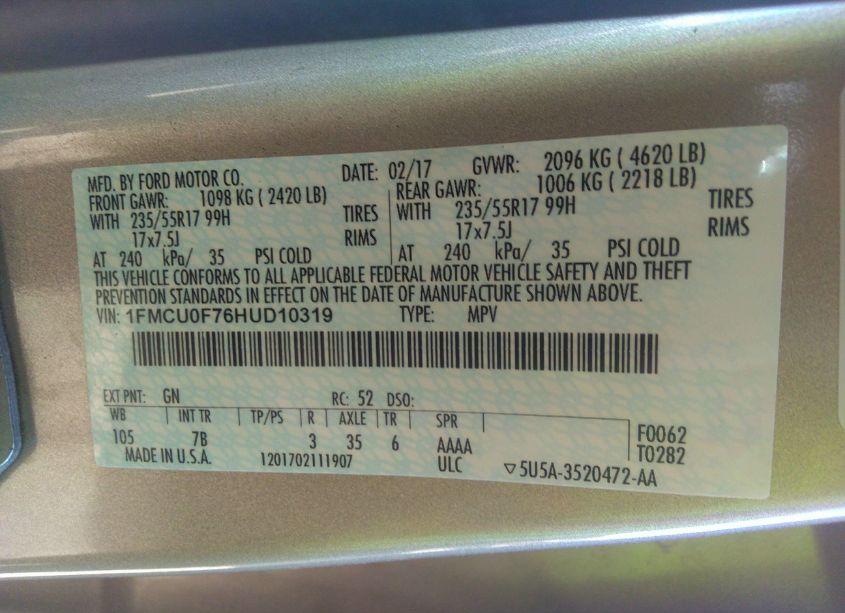 MFD. BY FORD MOTOR CO. DATE: 02/17 GVWR: 2096 KG ( 4620 LB)
FRONT GAWR: 1098 KG ( 2420 LB) REAR GAWR: 1006 KG ( 2218 LB)
WITH 235/55R17 99H TIRES WITH 235/55R17 99H TIRES
17x7.5J RIMS 17x7.5J RIMS
AT 240 kPa/ 35 PSI COLD AT 240 kPa/ 35 PSI COLD
THIS VEHICLE CONFORMS TO ALL APPLICABLE FEDERAL MOTOR VEHICLE SAFETY AND THEFT
PREVENTION STANDARDS IN EFFECT ON THE DATE OF MANUFACTURE SHOWN ABOVE.
VIN: 1FMCU0F76HUD10319 TYPE: MPV
EXT PNT: GN RC: 52 DSO:
WB INT TR TP/PS R AXLE TR SPR F0062
105 7B 3 35 6 AAAA T0282
MADE IN U.S.A. 1201702111907 ULC ▽5U5A-3520472-AA